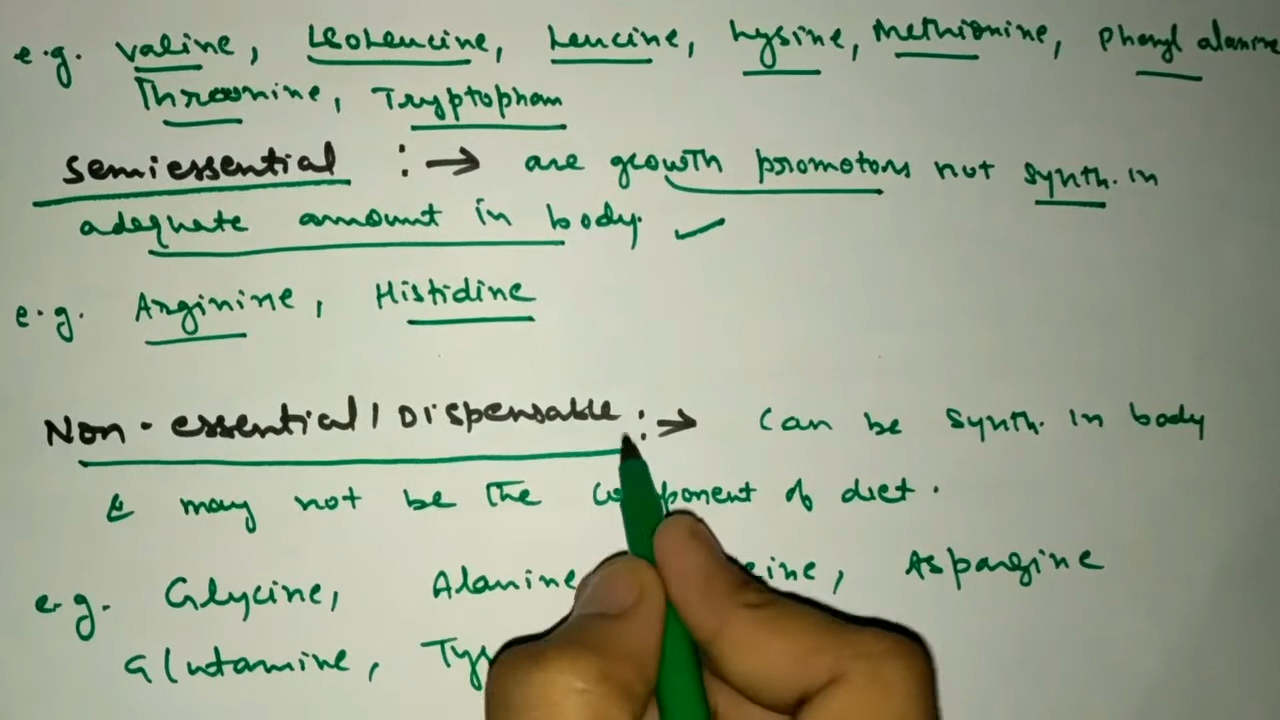 e.g. valine, Isoleucine, Leucine, Lysine, Methionine, Phenyl alanine
Threonine, Tryptophan
Semiessential :→ are growth promotors not synth. in
adequate amount in body. ✓
e.g. Arginine, Histidine
Non-essential / Dispensable :→ Can be synth. in body
& may not be the component of diet.
e.g. Glycine, Alanine Aspargine
Glutamine,